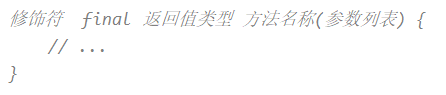 修饰符 final 返回值类型 方法名称(参数列表) {
    // ...
}